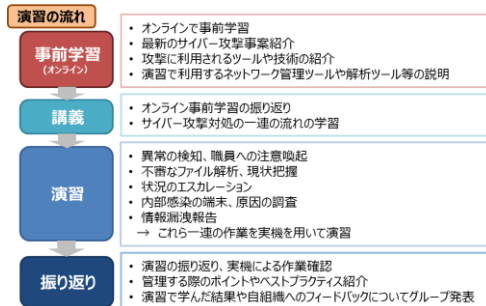 演習の流れ
事前学習
(オンライン)
• オンラインで事前学習
• 最新のサイバー攻撃事案紹介
• 攻撃に利用されるツールや技術の紹介
• 演習で利用するネットワーク管理ツールや解析ツール等の説明
講義
• オンライン事前学習の振り返り
• サイバー攻撃対処の一連の流れの学習
演習
• 異常の検知、職員への注意喚起
• 不審なファイル解析、現状把握
• 状況のエスカレーション
• 内部感染の端末、原因の調査
• 情報漏洩報告
→ これら一連の作業を実機を用いて演習
振り返り
• 演習の振り返り、実機による作業確認
• 管理する際のポイントやベストプラクティス紹介
• 演習で学んだ結果や自組織へのフィードバックについてグループ発表